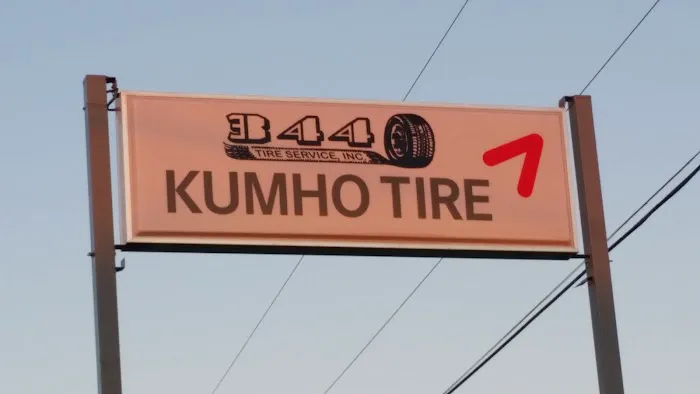 344
TIRE SERVICE, INC.
KUMHO TIRE